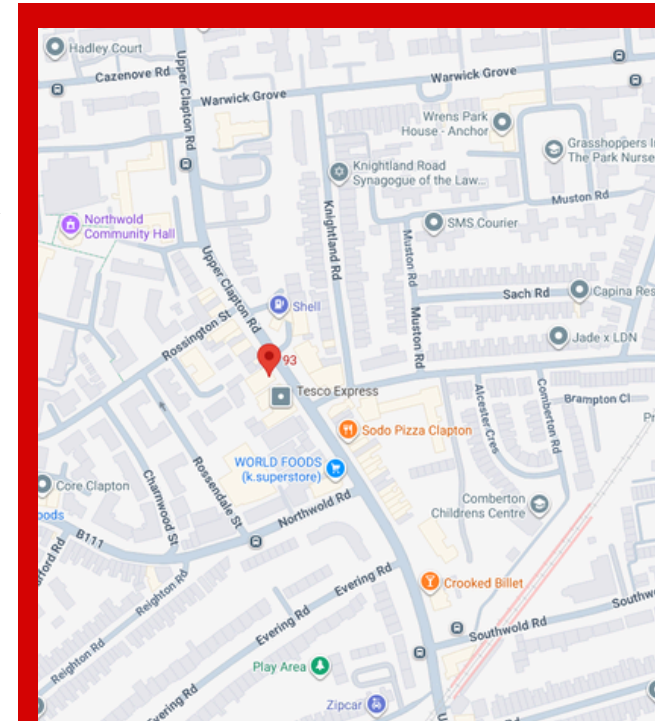 Hadley Court
Cazenove Rd
Upper Clapton Rd
Warwick Grove
Warwick Grove
Wrens Park
House - Anchor
Grasshoppers
The Park Nurse
Knightland Road
Synagogue of the Law...
Muston Rd
Northwold
Community Hall
Knightland Rd
SMS Courier
Muston Rd
Upper Clapton Rd
Sach Rd
Capina Res
Shell
Rossington St
Muston Rd
Jade x LDN
93
Tesco Express
Alcester Cres
Comberton Rd
Brampton Cl
Sodo Pizza Clapton
WORLD FOODS
(k.superstore)
Core Clapton
Charnwood St
Rossendale St
Northwold Rd
Comberton
Childrens Centre
oods
B111
Evering Rd
Crooked Billet
Reighton Rd
Evering Rd
Southwold Rd
Southw
Reighton Rd
Play Area
Evering Rd
Zipcar